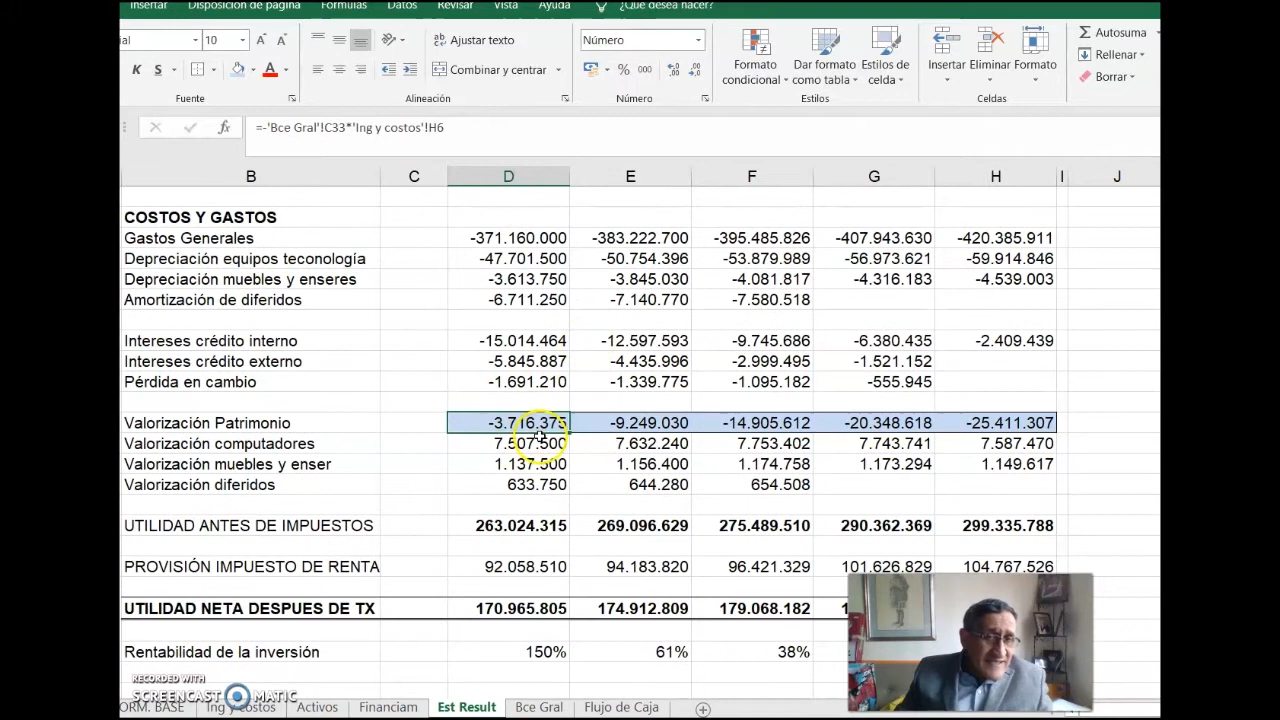 Insertar Disposición de página Fórmulas Datos Revisar Vista Ayuda ¿Qué desea hacer?
10 A A ab Ajustar texto Número Autosuma
K S A Combinar y centrar % 000 Formato condicional Dar formato como tabla Estilos de celda Insertar Eliminar Formato Rellenar
Borrar
Fuente Alineación Número Estilos Celdas
fx =-'Bce Gral'!C33*'Ing y costos'!H6
B C D E F G H I J
COSTOS Y GASTOS
Gastos Generales -371.160.000 -383.222.700 -395.485.826 -407.943.630 -420.385.911
Depreciación equipos teconología -47.701.500 -50.754.396 -53.879.989 -56.973.621 -59.914.846
Depreciación muebles y enseres -3.613.750 -3.845.030 -4.081.817 -4.316.183 -4.539.003
Amortización de diferidos -6.711.250 -7.140.770 -7.580.518
Intereses crédito interno -15.014.464 -12.597.593 -9.745.686 -6.380.435 -2.409.439
Intereses crédito externo -5.845.887 -4.435.996 -2.999.495 -1.521.152
Pérdida en cambio -1.691.210 -1.339.775 -1.095.182 -555.945
Valorización Patrimonio -3.716.375 -9.249.030 -14.905.612 -20.348.618 -25.411.307
Valorización computadores 7.507.500 7.632.240 7.753.402 7.743.741 7.587.470
Valorización muebles y enser 1.137.500 1.156.400 1.174.758 1.173.294 1.149.617
Valorización diferidos 633.750 644.280 654.508
UTILIDAD ANTES DE IMPUESTOS 263.024.315 269.096.629 275.489.510 290.362.369 299.335.788
PROVISIÓN IMPUESTO DE RENTA 92.058.510 94.183.820 96.421.329 101.626.829 104.767.526
UTILIDAD NETA DESPUES DE TX 170.965.805 174.912.809 179.068.182
Rentabilidad de la inversión 150% 61% 38%
RECORDED WITH
SCREENCAST MATIC
BASE Ing y costos Activos Financiam Est Result Bce Gral Flujo de Caja